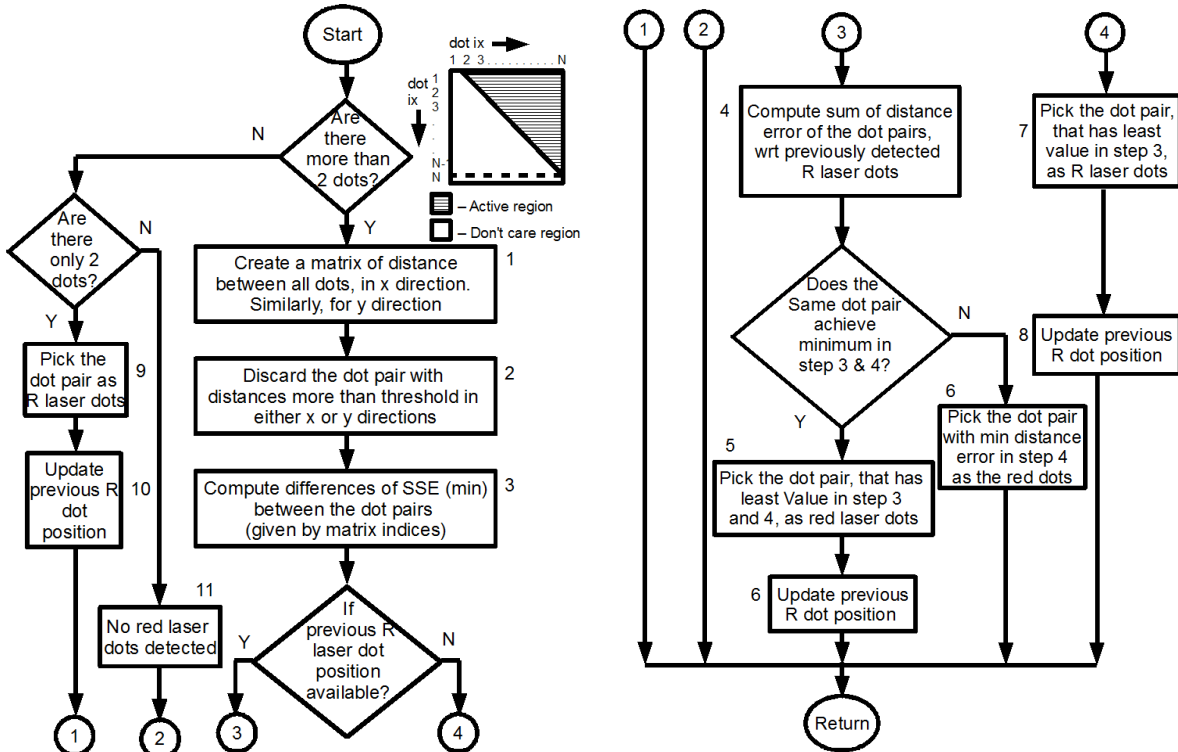 Start
Are
there
more than
2 dots?
N
Y
dot ix
1 2 3 . . . . . . . . . . N
dot
ix
1
2
3
.
.
N-1
N
– Active region
– Don't care region
Are
there
only 2
dots?
N
Y
Create a matrix of distance
between all dots, in x direction.
Similarly, for y direction
1
Discard the dot pair with
distances more than threshold in
either x or y directions
2
Compute differences of SSE (min)
between the dot pairs
(given by matrix indices)
3
Pick the
dot pair as
R laser dots
9
Update
previous R
dot
position
10
11
No red laser
dots detected
If
previous R
laser dot
position
available?
Y
N
1
2
3
4
1
2
3
4
4
Compute sum of distance
error of the dot pairs,
wrt previously detected
R laser dots
7
Pick the dot pair,
that has least
value in step 3,
as R laser dots
Does the
Same dot pair
achieve
minimum in
step 3 & 4?
N
Y
8
Update previous
R dot position
6
Pick the dot pair
with min distance
error in step 4
as the red dots
5
Pick the dot pair, that has
least Value in step 3
and 4, as red laser dots
6
Update previous
R dot position
Return